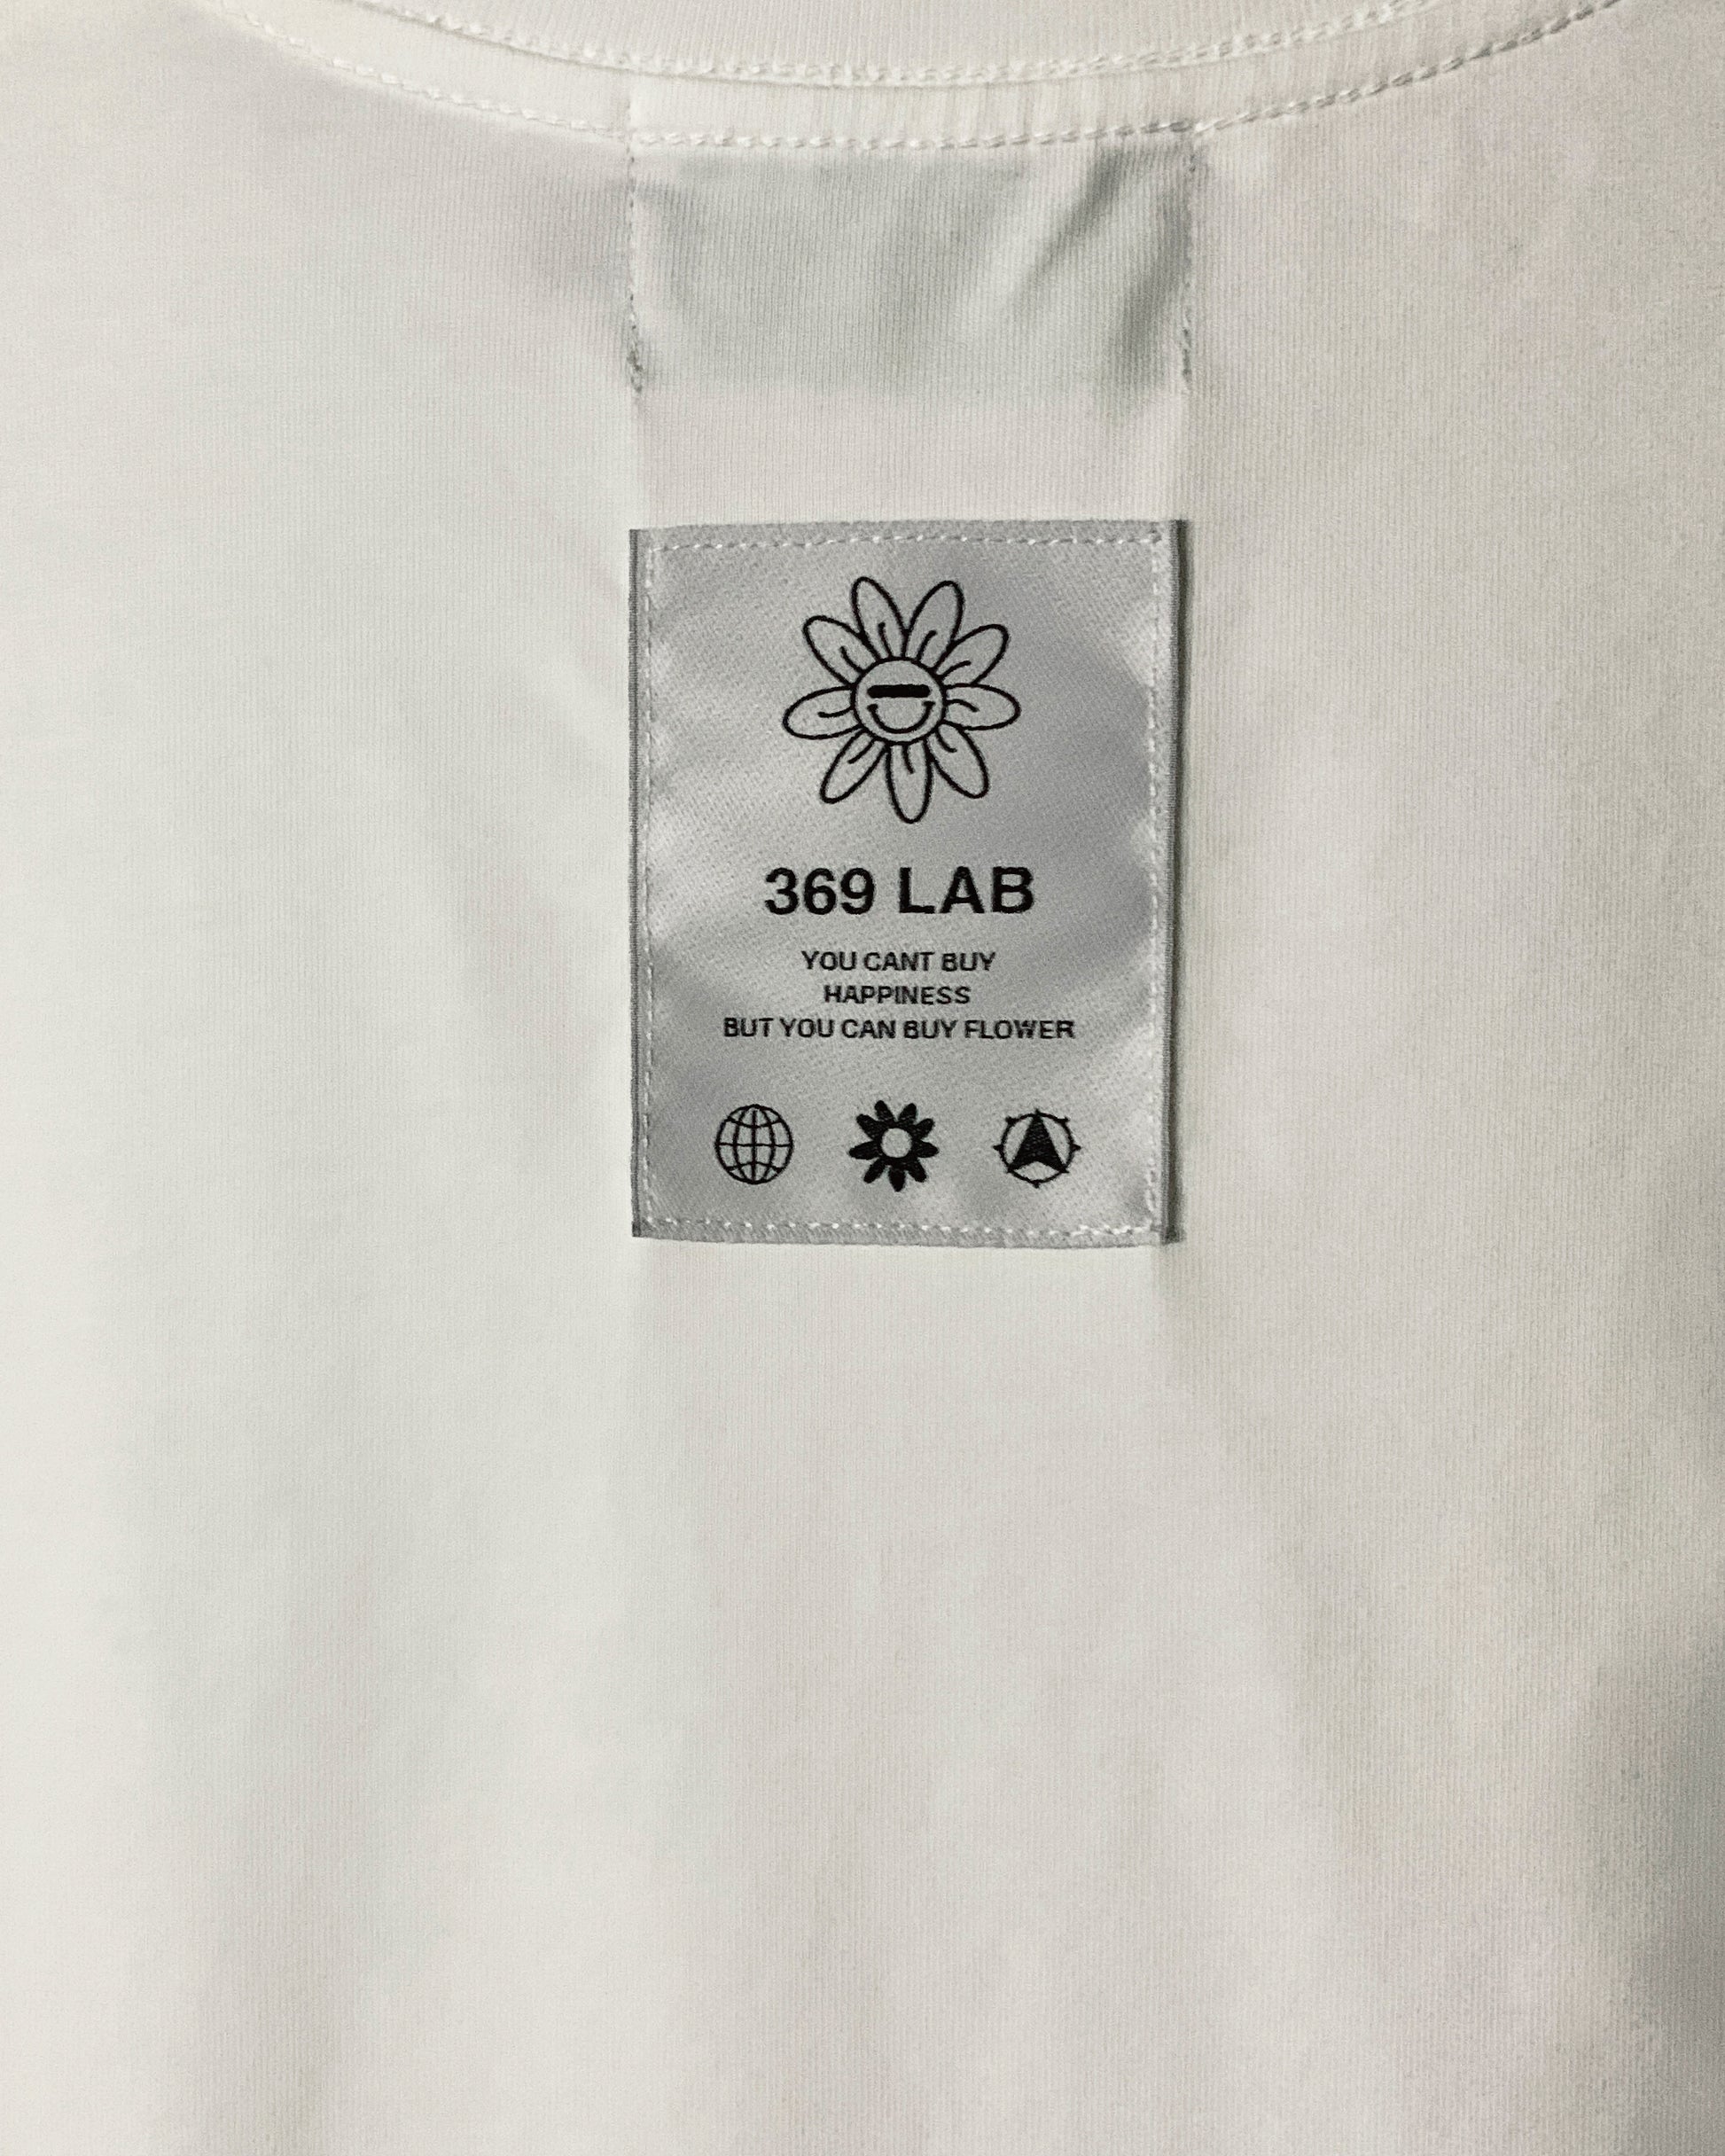 369 LAB
YOU CANT BUY
HAPPINESS
BUT YOU CAN BUY FLOWER